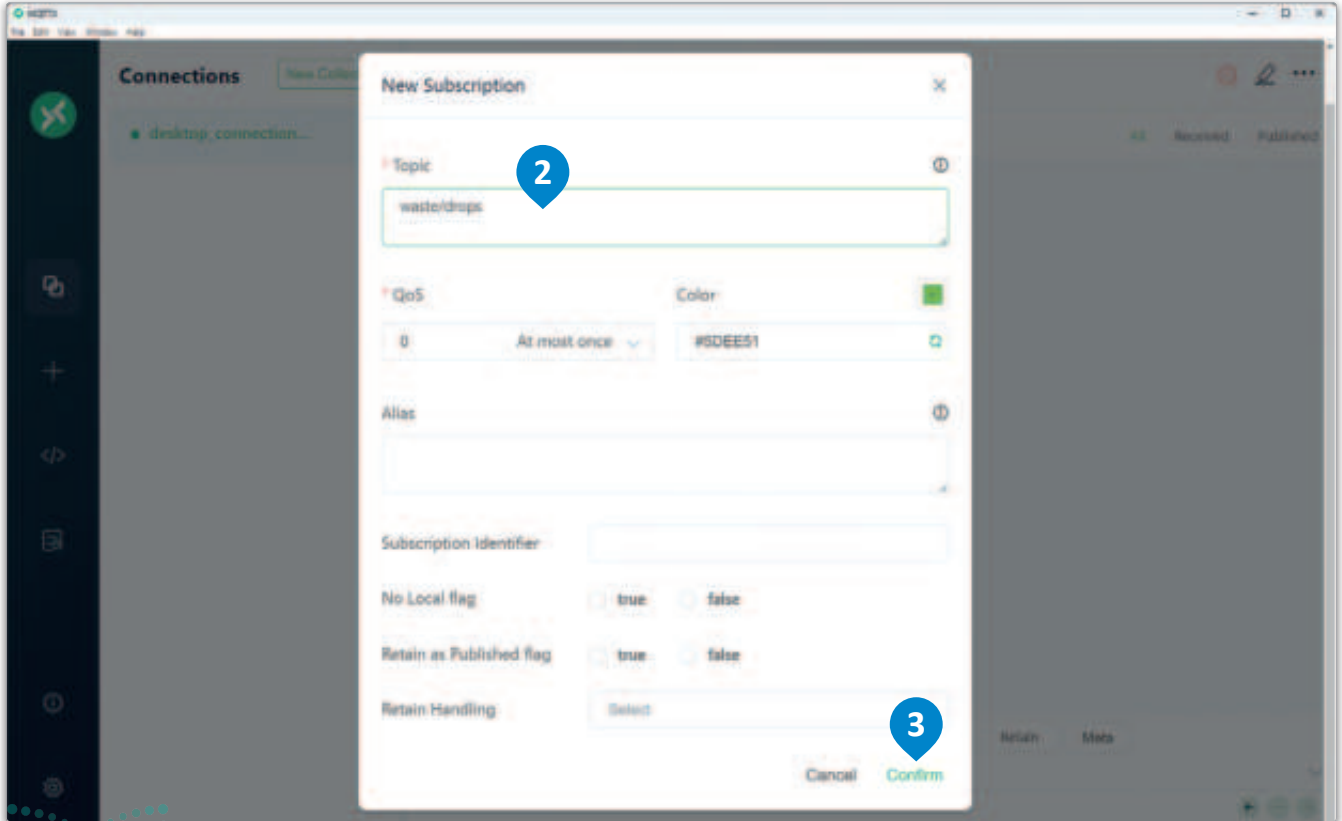 MQTTX
Connections
desktop_connection...
All Received Published
New Subscription
* Topic
2
waste/drops
* QoS Color
0 At most once #5DEE51
Alias
Subscription Identifier
No Local flag true false
Retain as Published flag true false
Retain Handling Select
3
Retain Meta
Cancel Confirm